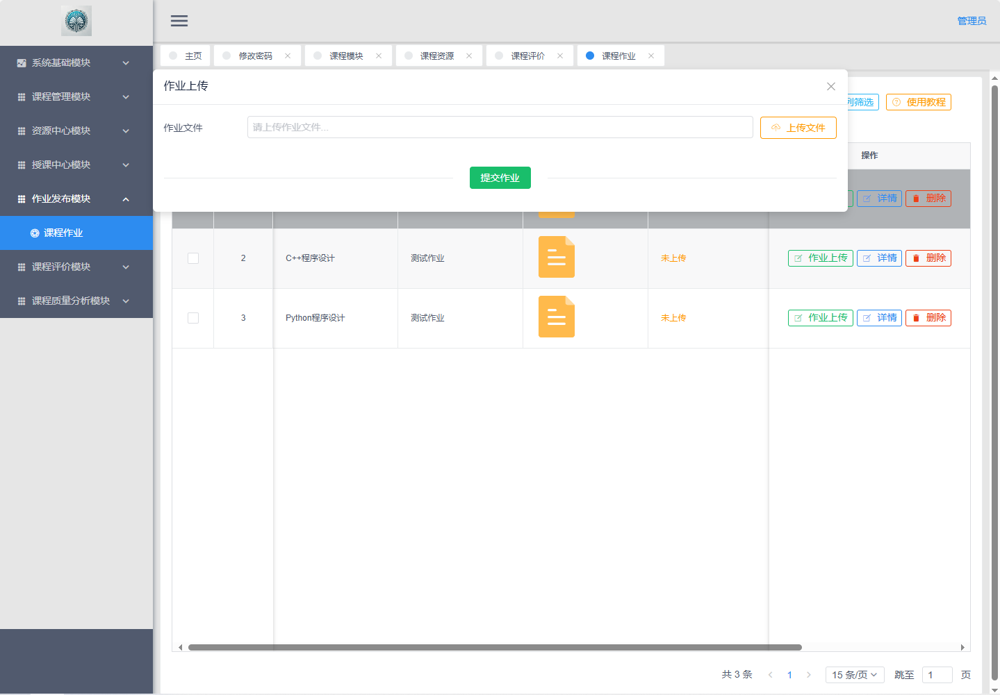 管理员
主页 修改密码 课程模块 课程资源 课程评价 课程作业
系统基础模块
课程管理模块
资源中心模块
授课中心模块
作业发布模块
课程作业
课程评价模块
课程质量分析模块
作业上传
作业文件 请上传作业文件... 上传文件
提交作业
列筛选 使用教程
操作
详情 删除
2 C++程序设计 测试作业 未上传 作业上传 详情 删除
3 Python程序设计 测试作业 未上传 作业上传 详情 删除
共 3 条 1 15 条/页 跳至 1 页